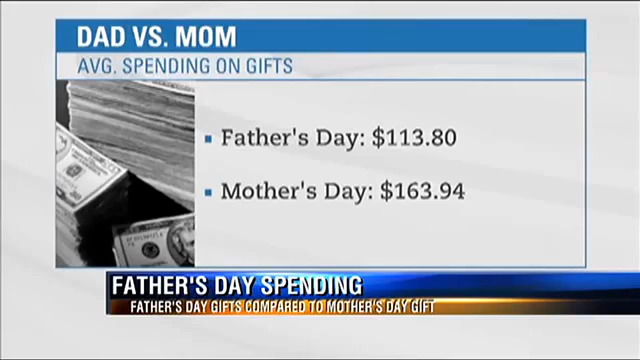 DAD VS. MOM
AVG. SPENDING ON GIFTS
Father's Day: $113.80
Mother's Day: $163.94
FATHER'S DAY SPENDING
FATHER'S DAY GIFTS COMPARED TO MOTHER'S DAY GIFT